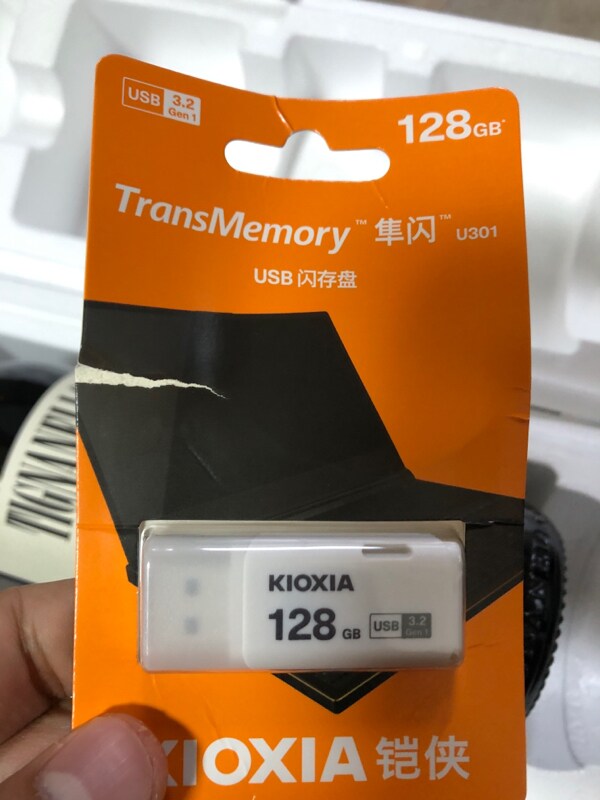 USB 3.2 Gen 1
128GB*
TransMemory™ 隼闪™ U301
USB 闪存盘
TIGNANELLO
KIOXIA
128 GB USB 3.2 Gen 1
KIOXIA 铠侠